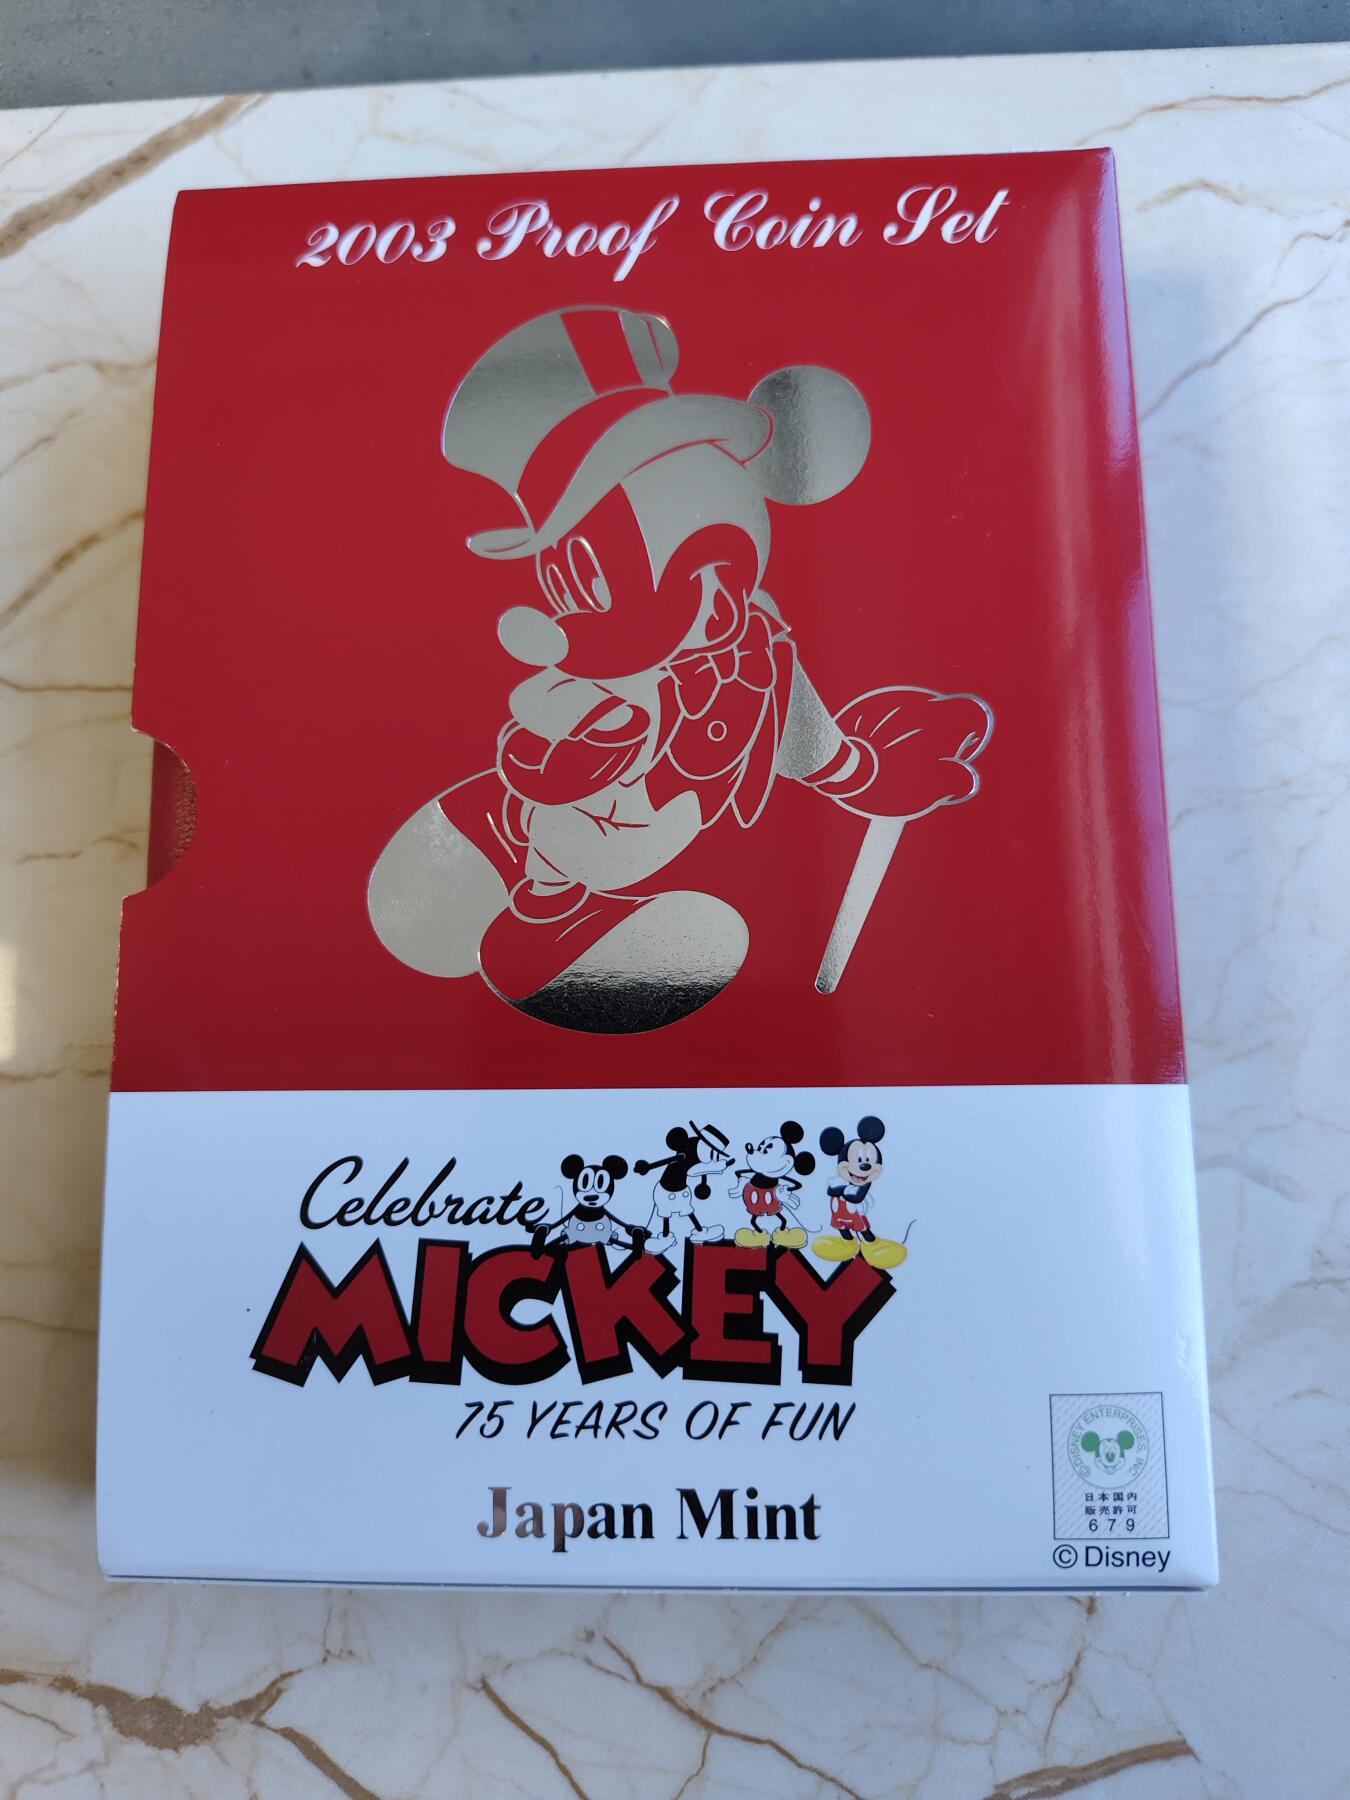 2003 Proof Coin Set
Celebrate
MICKEY
75 YEARS OF FUN
Japan Mint
©DISNEY ENTERPRISES, INC.
日本国内
販売許可
679
©Disney